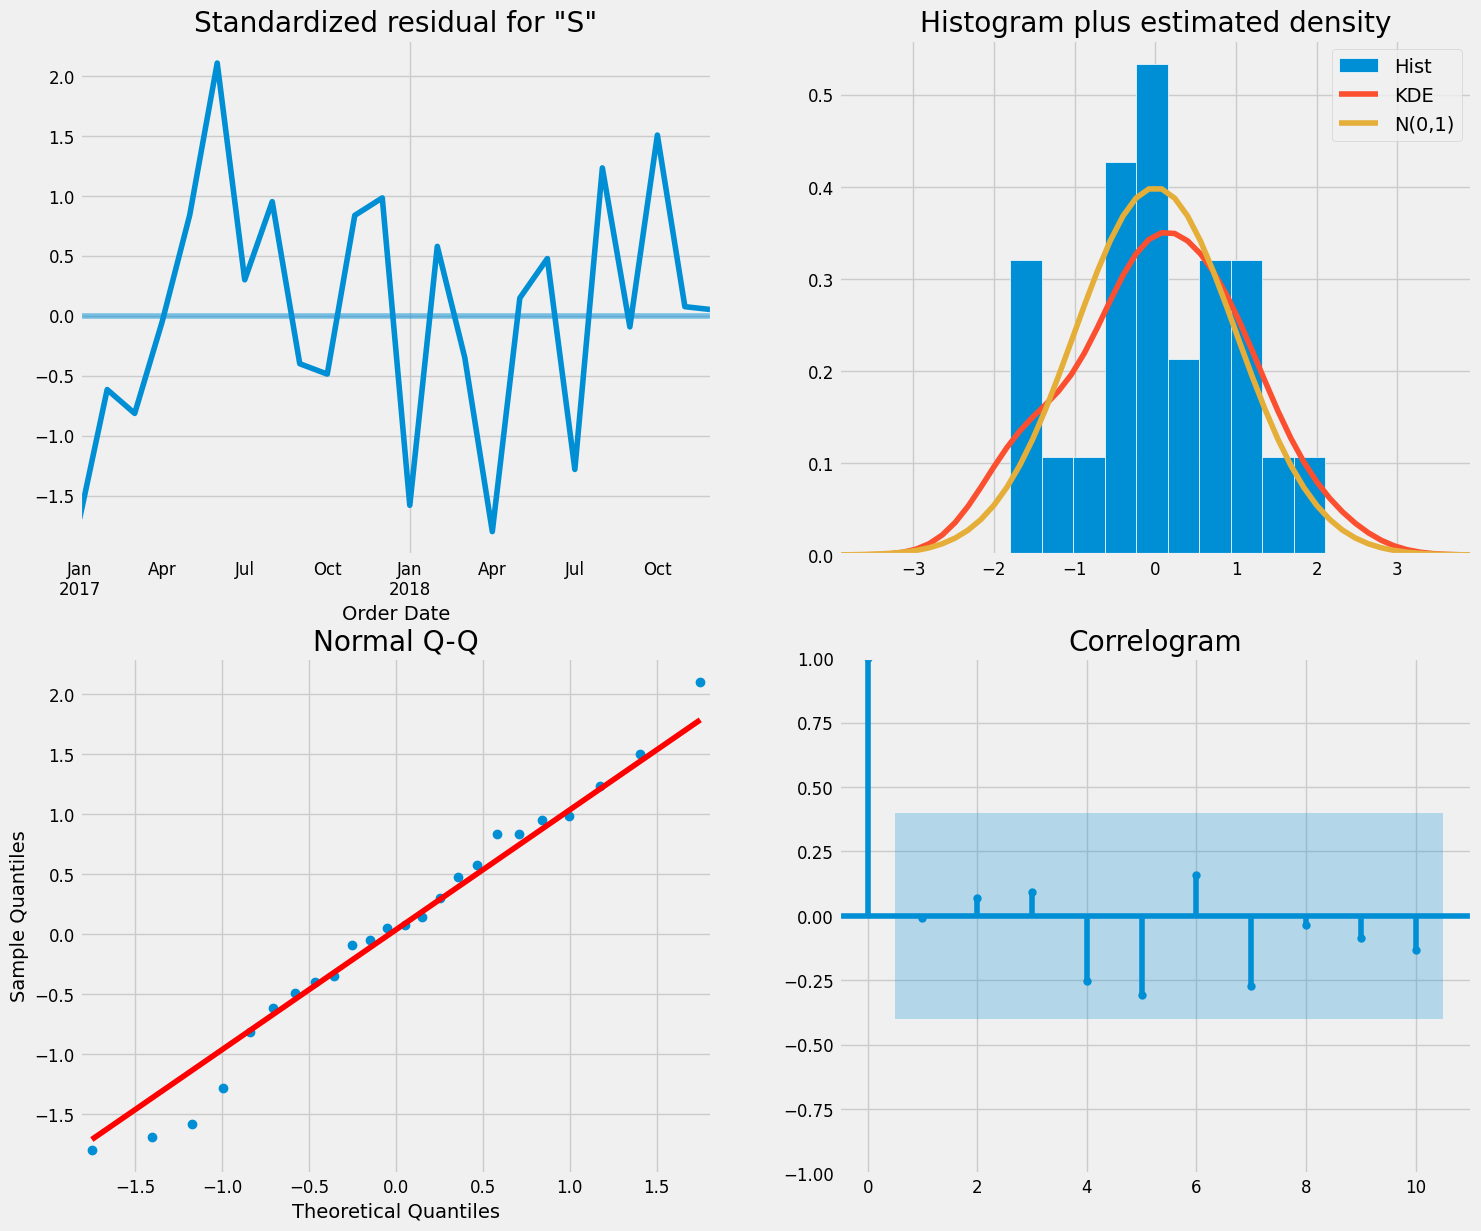 Standardized residual for "S"
2.0
1.5
1.0
0.5
0.0
−0.5
−1.0
−1.5
Jan Apr Jul Oct Jan Apr Jul Oct
2017 2018
Order Date
Histogram plus estimated density
Hist
KDE
N(0,1)
0.5
0.4
0.3
0.2
0.1
0.0
−3 −2 −1 0 1 2 3
Normal Q-Q
Sample Quantiles
2.0
1.5
1.0
0.5
0.0
−0.5
−1.0
−1.5
−1.5 −1.0 −0.5 0.0 0.5 1.0 1.5
Theoretical Quantiles
Correlogram
1.00
0.75
0.50
0.25
0.00
−0.25
−0.50
−0.75
−1.00
0 2 4 6 8 10